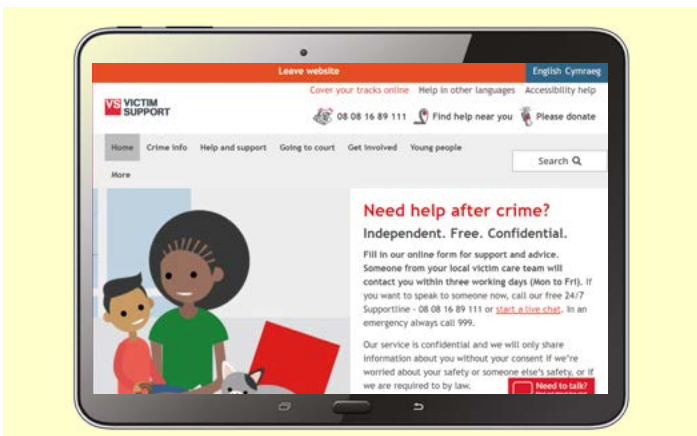 Leave website
English Cymraeg
Cover your tracks online Help in other languages Accessibility help
VS VICTIM
SUPPORT
08 08 16 89 111 Find help near you Please donate
Home Crime info Help and support Going to court Get involved Young people
Search
More
Need help after crime?
Independent. Free. Confidential.
Fill in our online form for support and advice.
Someone from your local victim care team will
contact you within three working days (Mon to Fri). If
you want to speak to someone now, call our free 24/7
Supportline - 08 08 16 89 111 or start a live chat. In an
emergency always call 999.
Our service is confidential and we will only share
information about you without your consent if we're
worried about your safety or someone else's safety, or if
we are required to by law.
Need to talk?